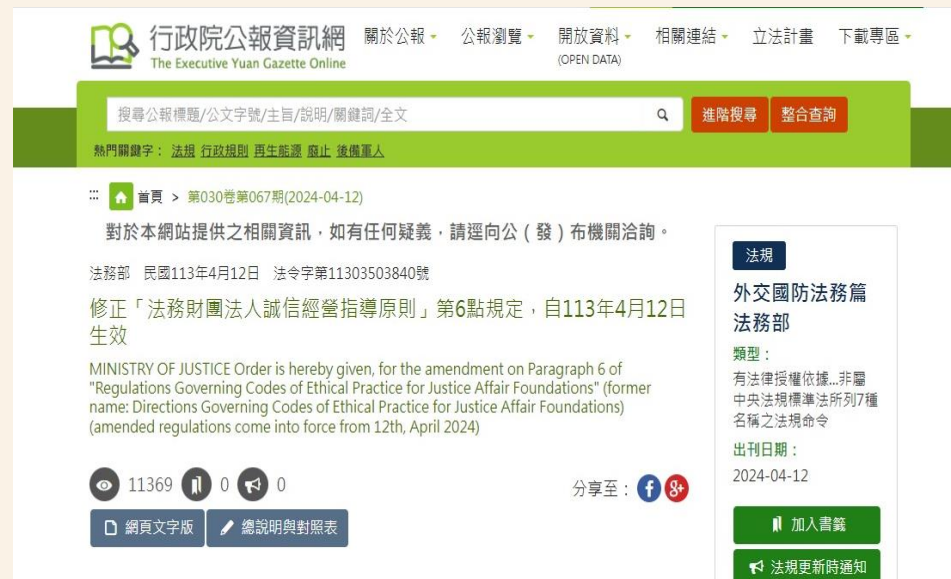 行政院公報資訊網
The Executive Yuan Gazette Online
關於公報 公報瀏覽 開放資料 相關連結 立法計畫 下載專區
(OPEN DATA)
搜尋公報標題/公文字號/主旨/說明/關鍵詞/全文
進階搜尋 整合查詢
熱門關鍵字： 法規 行政規則 再生能源 廢止 後備軍人
::: 首頁 > 第030卷第067期(2024-04-12)
對於本網站提供之相關資訊，如有任何疑義，請逕向公（發）布機關洽詢。
法務部 民國113年4月12日 法令字第11303503840號
修正「法務財團法人誠信經營指導原則」第6點規定，自113年4月12日
生效
MINISTRY OF JUSTICE Order is hereby given, for the amendment on Paragraph 6 of
"Regulations Governing Codes of Ethical Practice for Justice Affair Foundations" (former
name: Directions Governing Codes of Ethical Practice for Justice Affair Foundations)
(amended regulations come into force from 12th, April 2024)
11369 0 0
分享至： f 8+
網頁文字版 總說明與對照表
法規
外交國防法務篇
法務部
類型：
有法律授權依據...非屬
中央法規標準法所列7種
名稱之法規命令
出刊日期：
2024-04-12
加入書籤
法規更新時通知